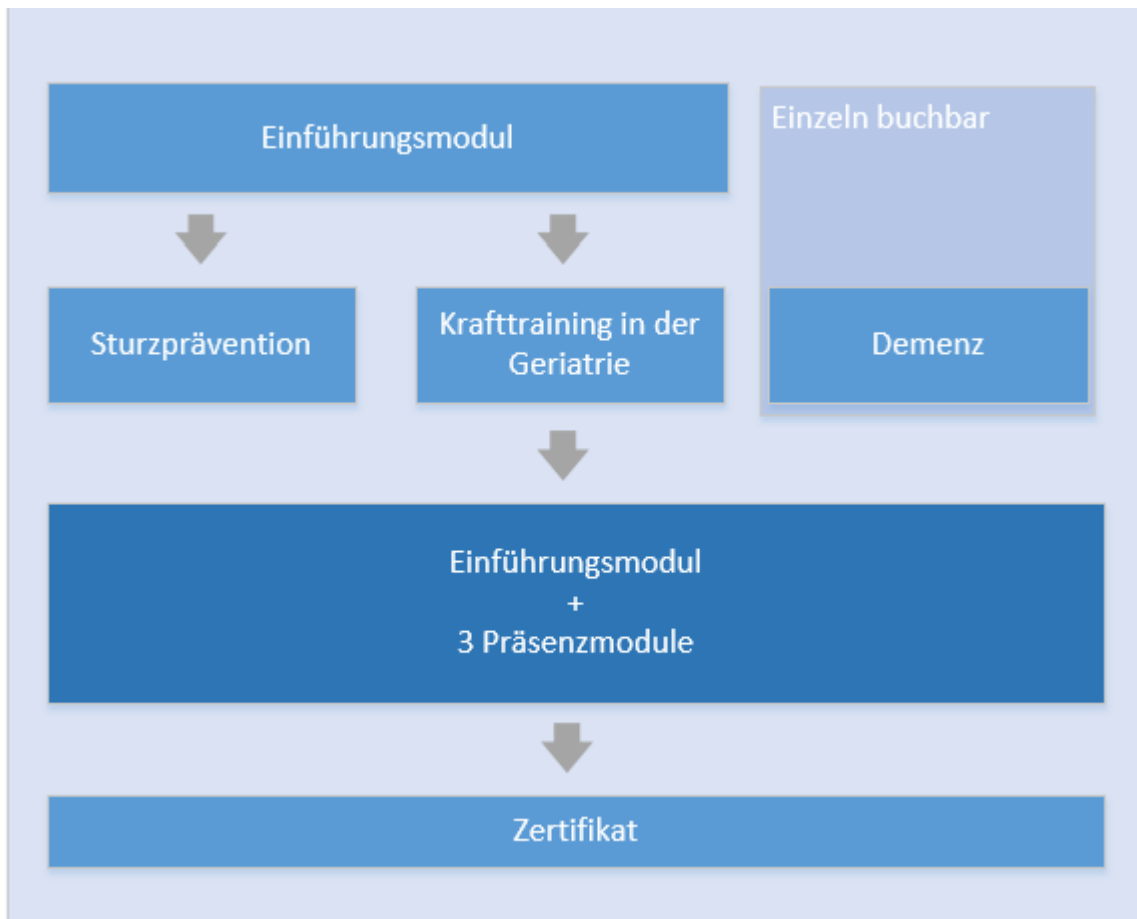 Einführungsmodul
Einzeln buchbar
Sturzprävention
Krafttraining in der
Geriatrie
Demenz
Einführungsmodul
+
3 Präsenzmodule
Zertifikat